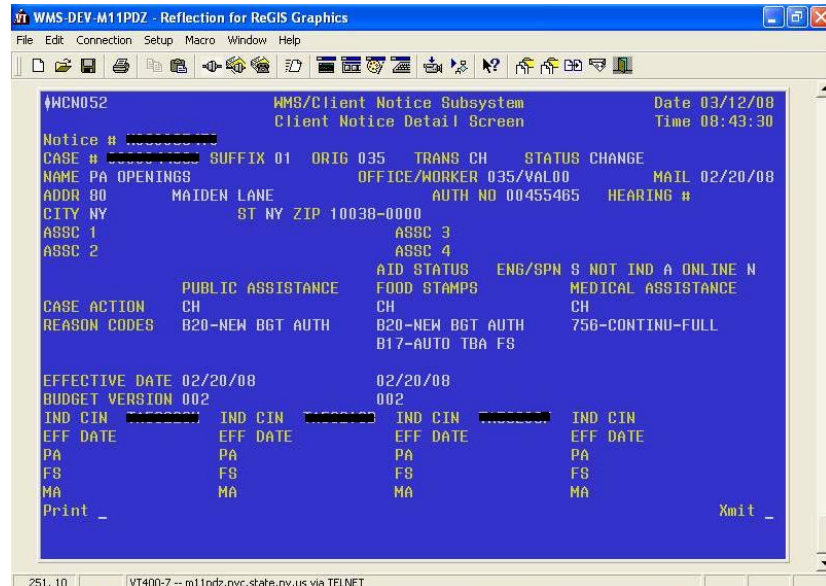 WMS-DEV-M11PDZ - Reflection for ReGIS Graphics
File Edit Connection Setup Macro Window Help
WCN052 WMS/Client Notice Subsystem Date 03/12/08
Client Notice Detail Screen Time 08:43:30
Notice #
CASE # SUFFIX 01 ORIG 035 TRANS CH STATUS CHANGE
NAME PA OPENINGS OFFICE/WORKER 035/VAL00 MAIL 02/20/08
ADDR 80 MAIDEN LANE AUTH NO 00455465 HEARING #
CITY NY ST NY ZIP 10038-0000
ASSC 1 ASSC 3
ASSC 2 ASSC 4
AID STATUS ENG/SPN S NOT IND A ONLINE N
PUBLIC ASSISTANCE FOOD STAMPS MEDICAL ASSISTANCE
CASE ACTION CH CH CH
REASON CODES B20-NEW BGT AUTH B20-NEW BGT AUTH 756-CONTINU-FULL
B17-AUTO TBA FS
EFFECTIVE DATE 02/20/08 02/20/08
BUDGET VERSION 002 002
IND CIN IND CIN IND CIN IND CIN
EFF DATE EFF DATE EFF DATE EFF DATE
PA PA PA PA
FS FS FS FS
MA MA MA MA
Print _ Xmit _
251, 10 VT400-7 -- m11pdz.nyc.state.ny.us via TELNET